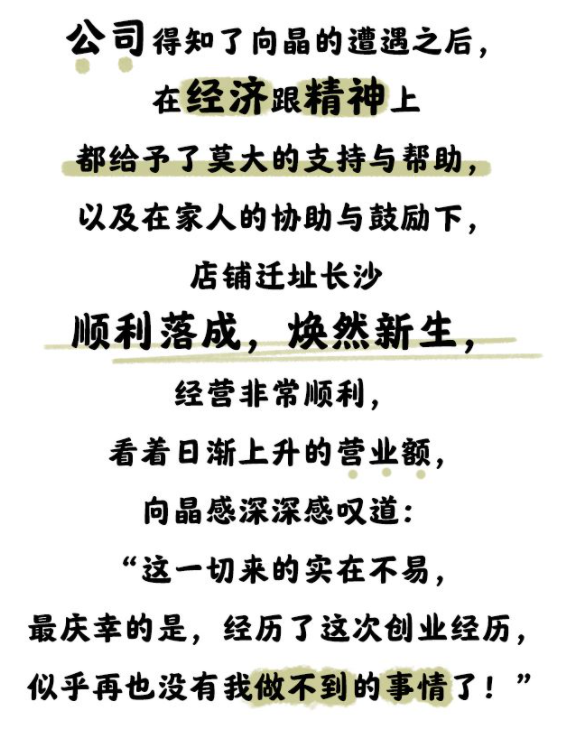 公司得知了向晶的遭遇之后，
在经济跟精神上
都给予了莫大的支持与帮助，
以及在家人的协助与鼓励下，
店铺迁址长沙
顺利落成，焕然新生，
经营非常顺利，
看着日渐上升的营业额，
向晶感深深感叹道：
“这一切来的实在不易，
最庆幸的是，经历了这次创业经历，
似乎再也没有我做不到的事情了！”